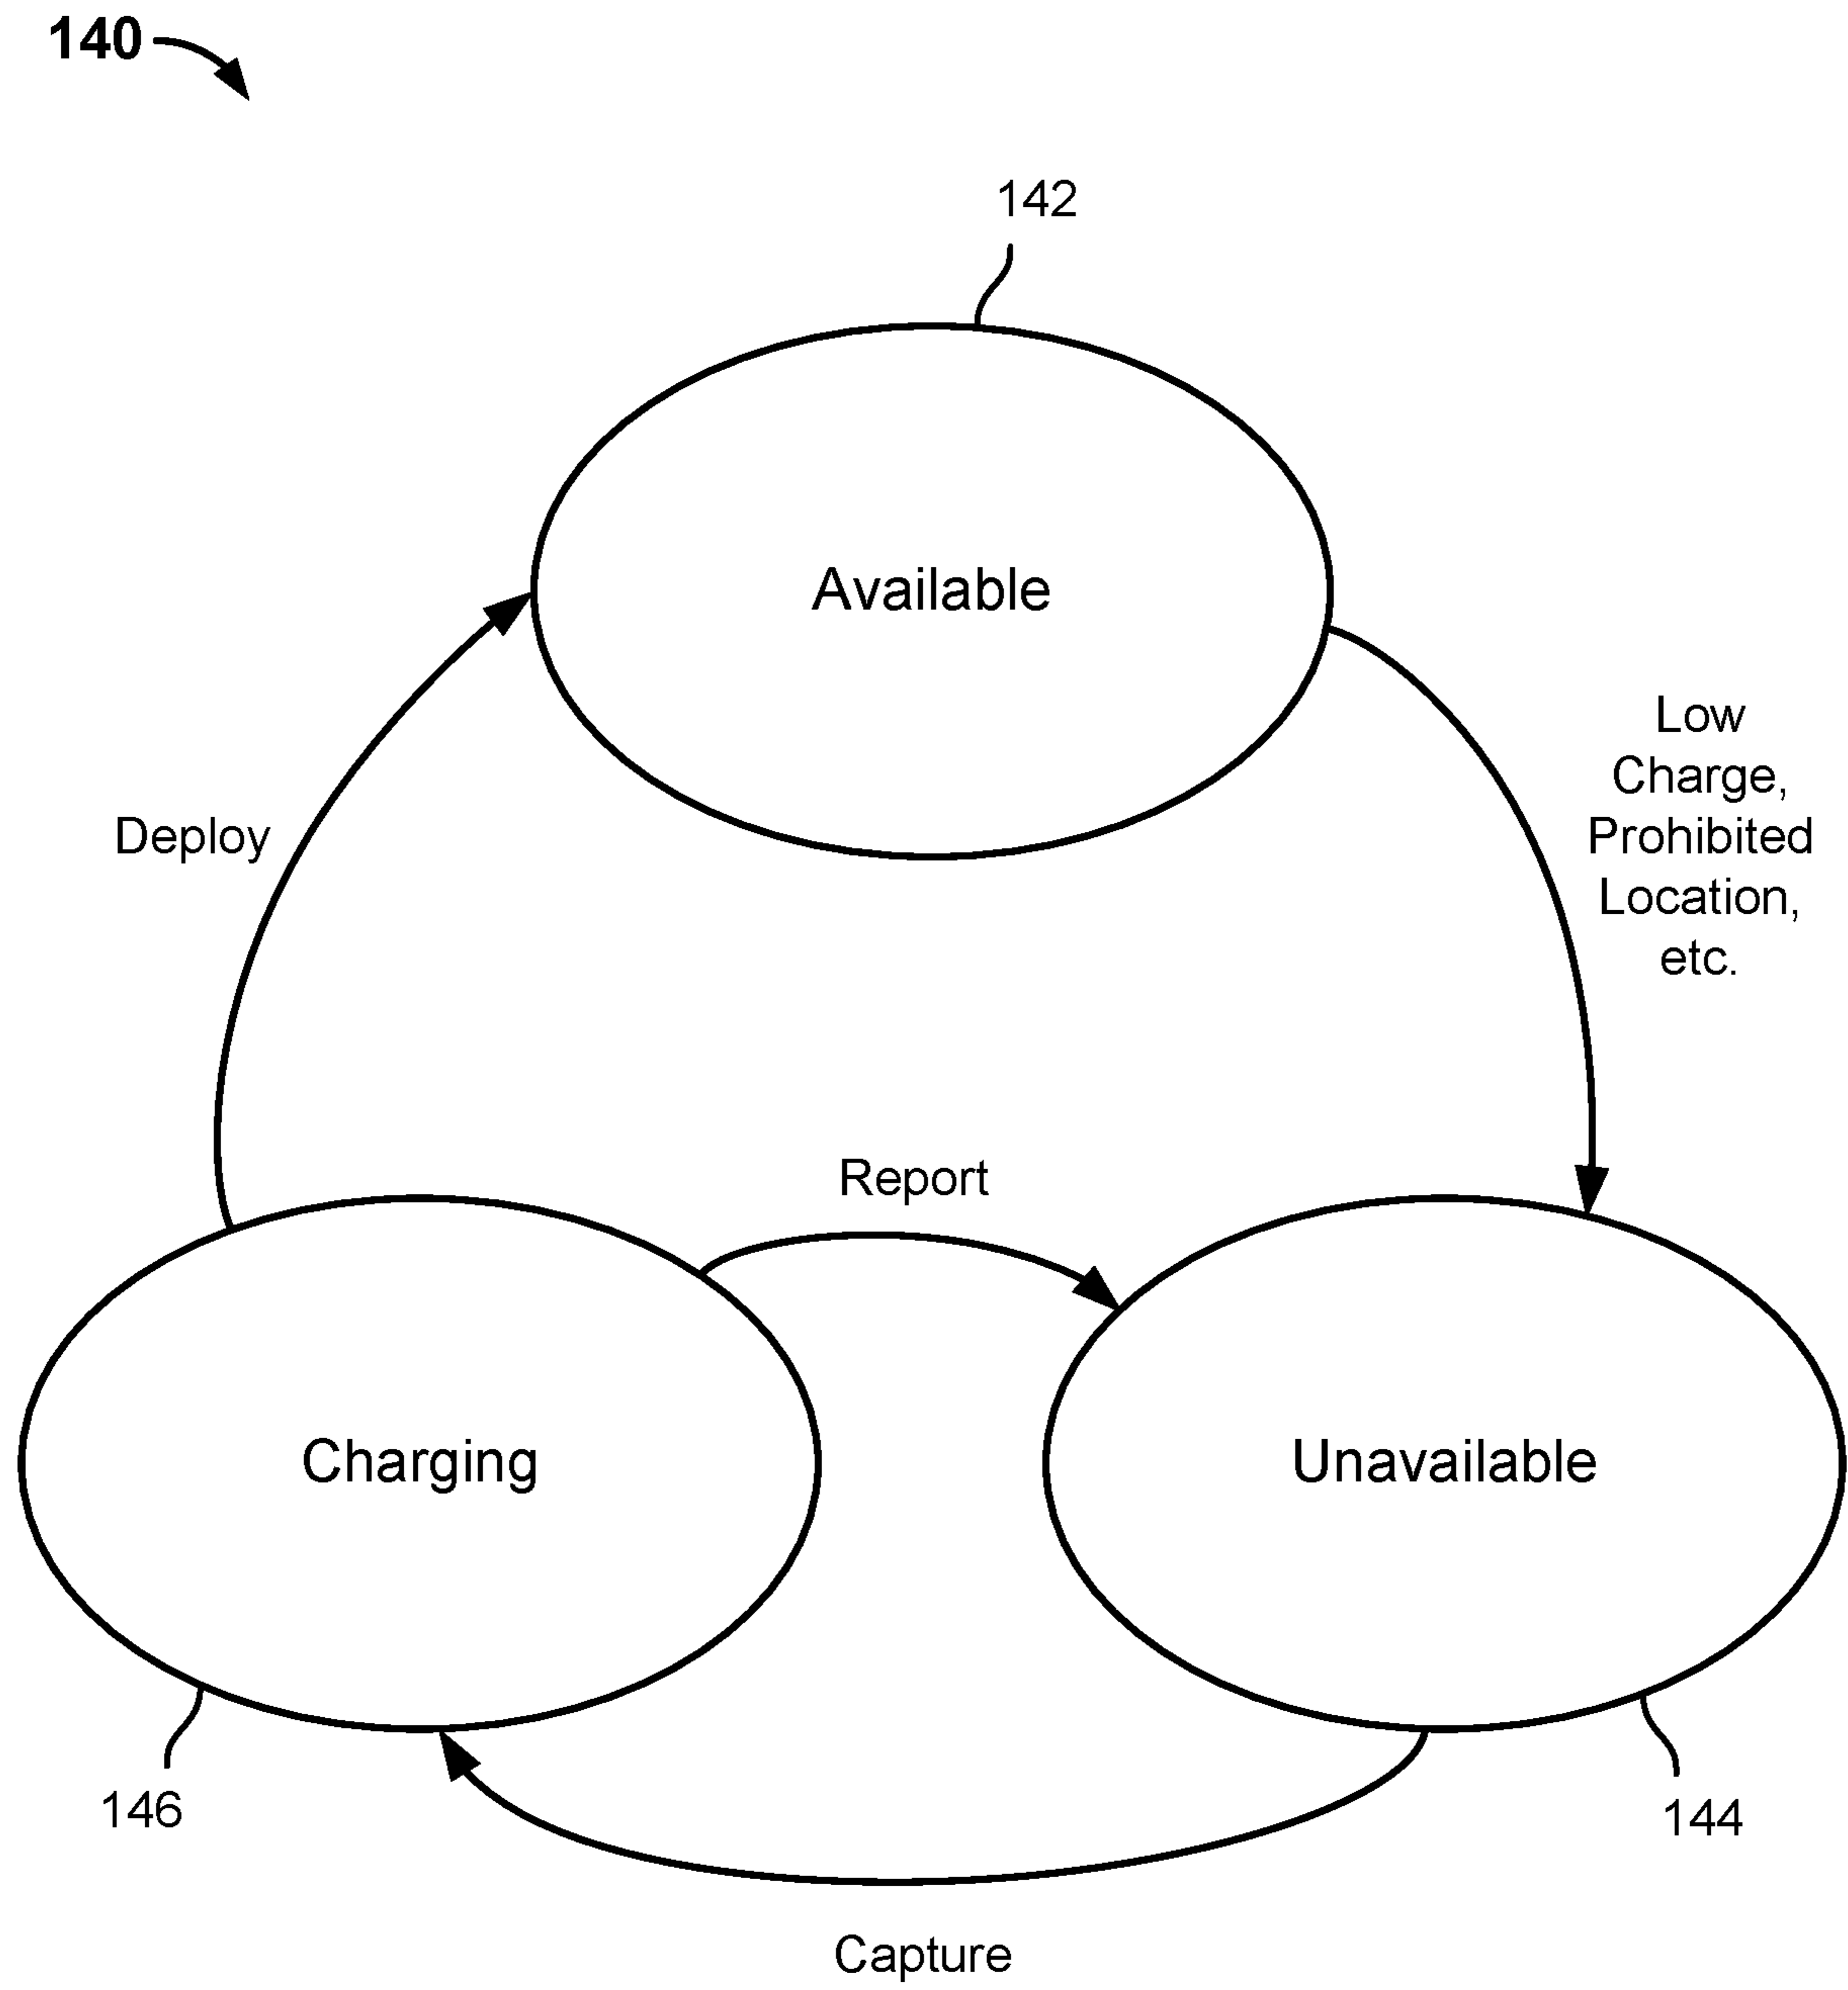 140
142
Available
Low
Charge,
Prohibited
Location,
etc.
Deploy
Report
Charging
Unavailable
146
144
Capture